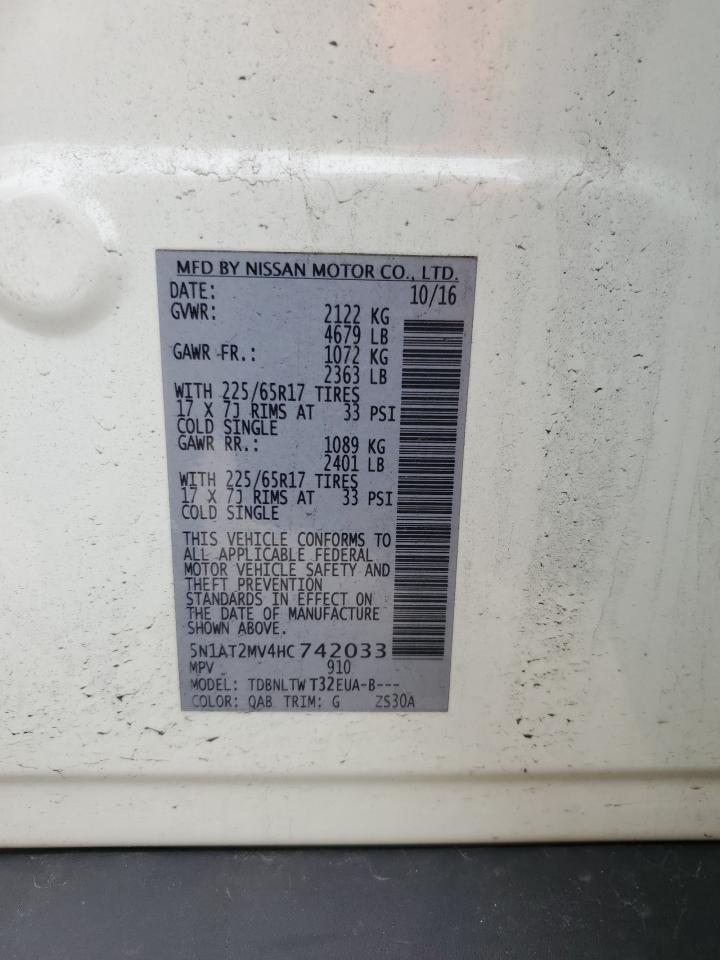 MFD BY NISSAN MOTOR CO., LTD.
DATE: 10/16
GVWR: 2122 KG
4679 LB
GAWR FR.: 1072 KG
2363 LB
WITH 225/65R17 TIRES
17 X 7J RIMS AT 33 PSI
COLD SINGLE
GAWR RR.: 1089 KG
2401 LB
WITH 225/65R17 TIRES
17 X 7J RIMS AT 33 PSI
COLD SINGLE
THIS VEHICLE CONFORMS TO
ALL APPLICABLE FEDERAL
MOTOR VEHICLE SAFETY AND
THEFT PREVENTION
STANDARDS IN EFFECT ON
THE DATE OF MANUFACTURE
SHOWN ABOVE.
5N1AT2MV4HC742033
MPV 910
MODEL: TDBNLTW T32EUA-B---
COLOR: QAB TRIM: G ZS30A